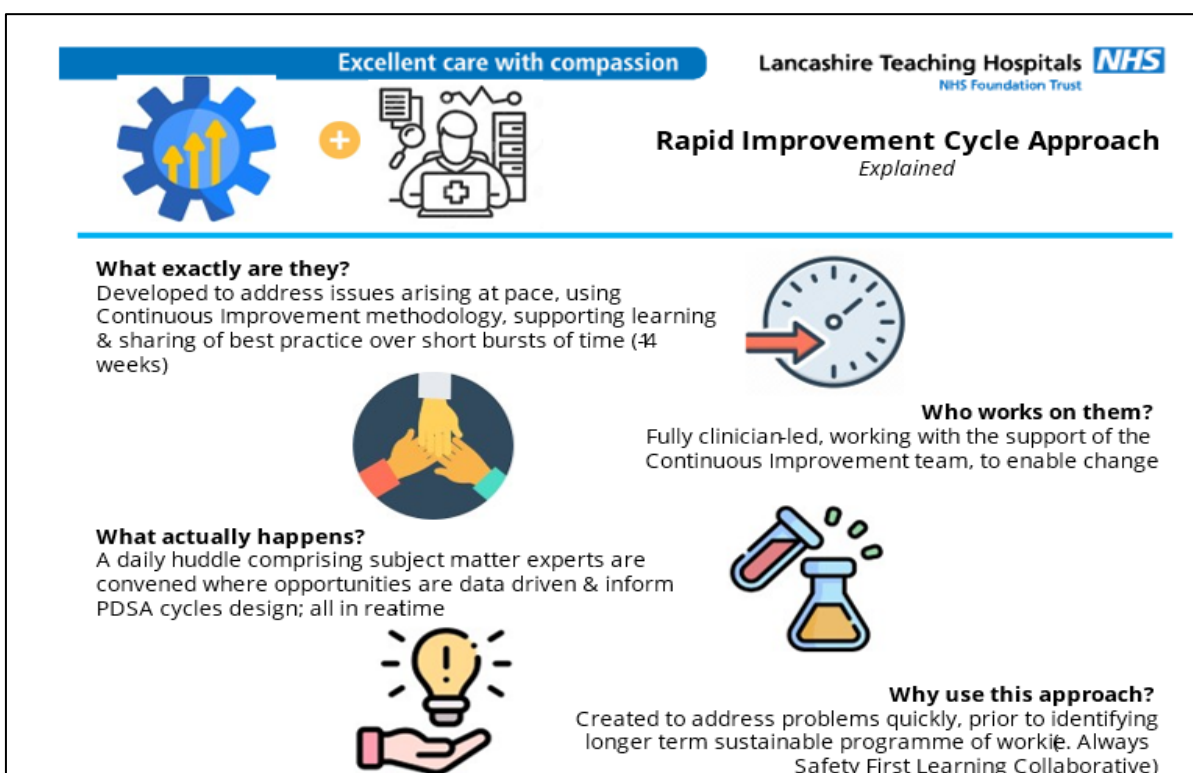 Excellent care with compassion
Lancashire Teaching Hospitals NHS
NHS Foundation Trust
Rapid Improvement Cycle Approach
Explained
What exactly are they?
Developed to address issues arising at pace, using
Continuous Improvement methodology, supporting learning
& sharing of best practice over short bursts of time
weeks)
Who works on them?
Fully clinician-led, working with the support of the
Continuous Improvement team, to enable change
What actually happens?
A daily huddle comprising subject matter experts are
convened where opportunities are data driven & inform
PDSA cycles design; all in real-time
Why use this approach?
Created to address problems quickly, prior to identifying
longer term sustainable programme of work (ie. Always
Safety First Learning Collaborative)